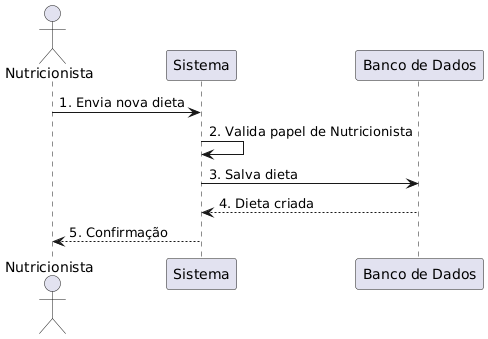 Nutricionista
Sistema
Banco de Dados
1. Envia nova dieta
2. Valida papel de Nutricionista
3. Salva dieta
4. Dieta criada
5. Confirmação
Nutricionista
Sistema
Banco de Dados